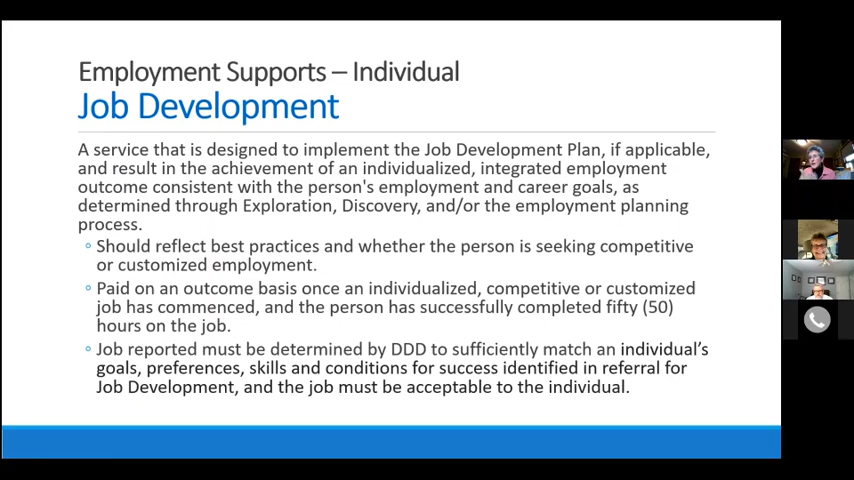 Employment Supports – Individual
Job Development
A service that is designed to implement the Job Development Plan, if applicable,
and result in the achievement of an individualized, integrated employment
outcome consistent with the person's employment and career goals, as
determined through Exploration, Discovery, and/or the employment planning
process.
◦ Should reflect best practices and whether the person is seeking competitive
or customized employment.
◦ Paid on an outcome basis once an individualized, competitive or customized
job has commenced, and the person has successfully completed fifty (50)
hours on the job.
◦ Job reported must be determined by DDD to sufficiently match an individual’s
goals, preferences, skills and conditions for success identified in referral for
Job Development, and the job must be acceptable to the individual.